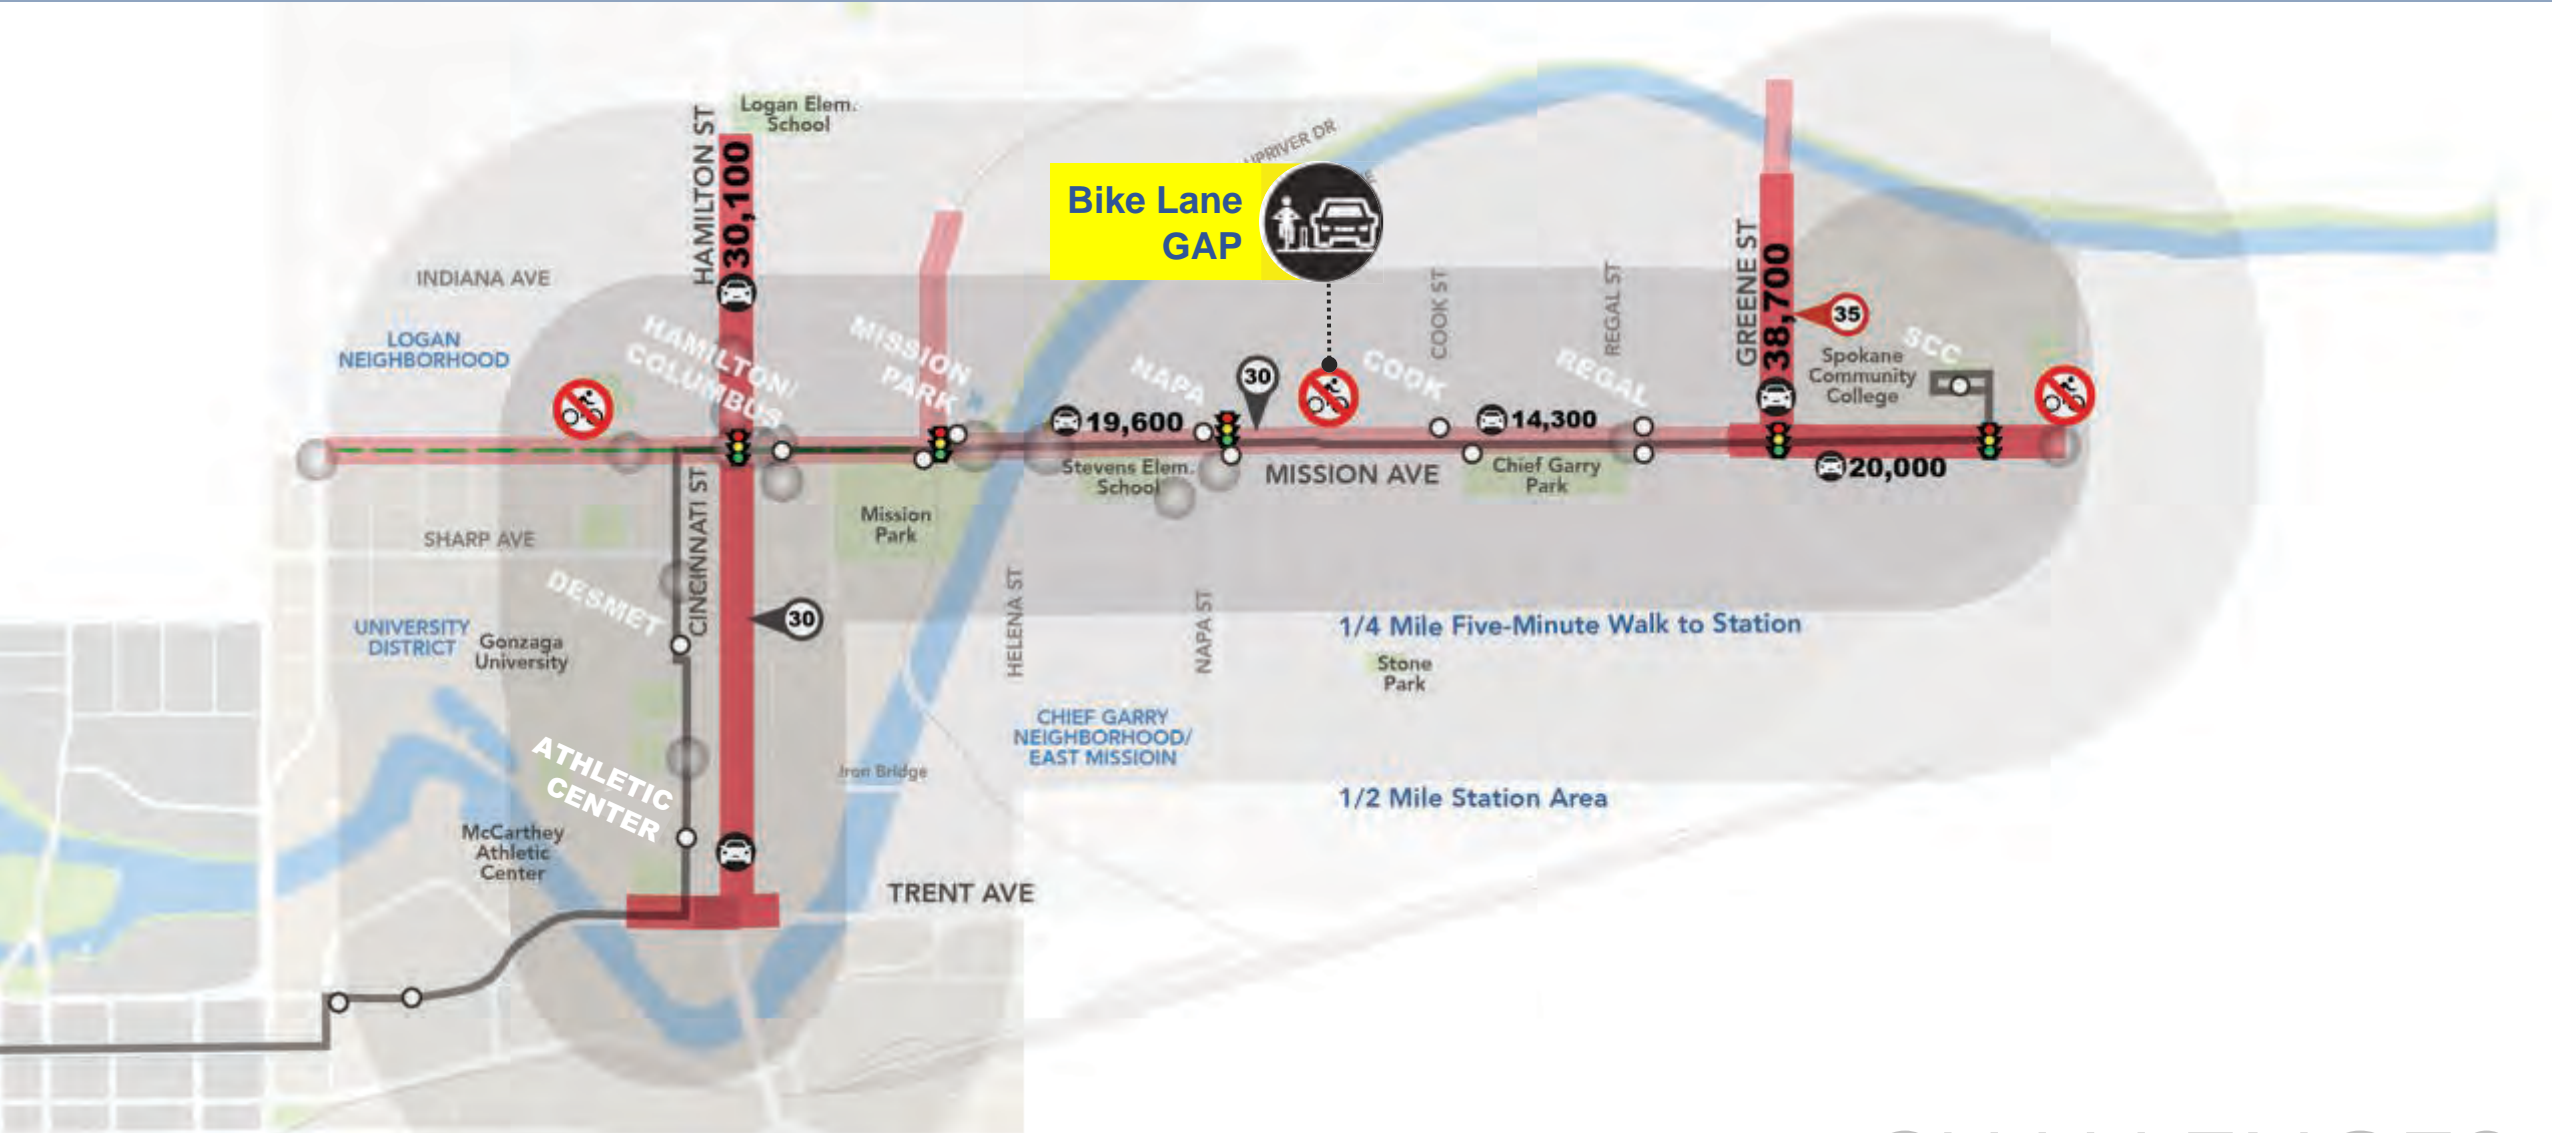 Logan Elem.
School
HAMILTON ST
30,100
UPRIVER DR
Bike Lane
GAP
INDIANA AVE
LOGAN
NEIGHBORHOOD
HAMILTON/
COLUMBUS
MISSION
PARK
NAPA
30
COOK
COOK ST
REGAL
REGAL ST
GREENE ST
38,700
35
SCC
Spokane
Community
College
19,600
14,300
20,000
Stevens Elem.
School
MISSION AVE
Chief Garry
Park
Mission
Park
SHARP AVE
CINCINNATI ST
DESMET
30
HELENA ST
NAPA ST
1/4 Mile Five-Minute Walk to Station
UNIVERSITY
DISTRICT
Gonzaga
University
Stone
Park
CHIEF GARRY
NEIGHBORHOOD/
EAST MISSIOIN
ATHLETIC
CENTER
Iron Bridge
1/2 Mile Station Area
McCarthey
Athletic
Center
TRENT AVE